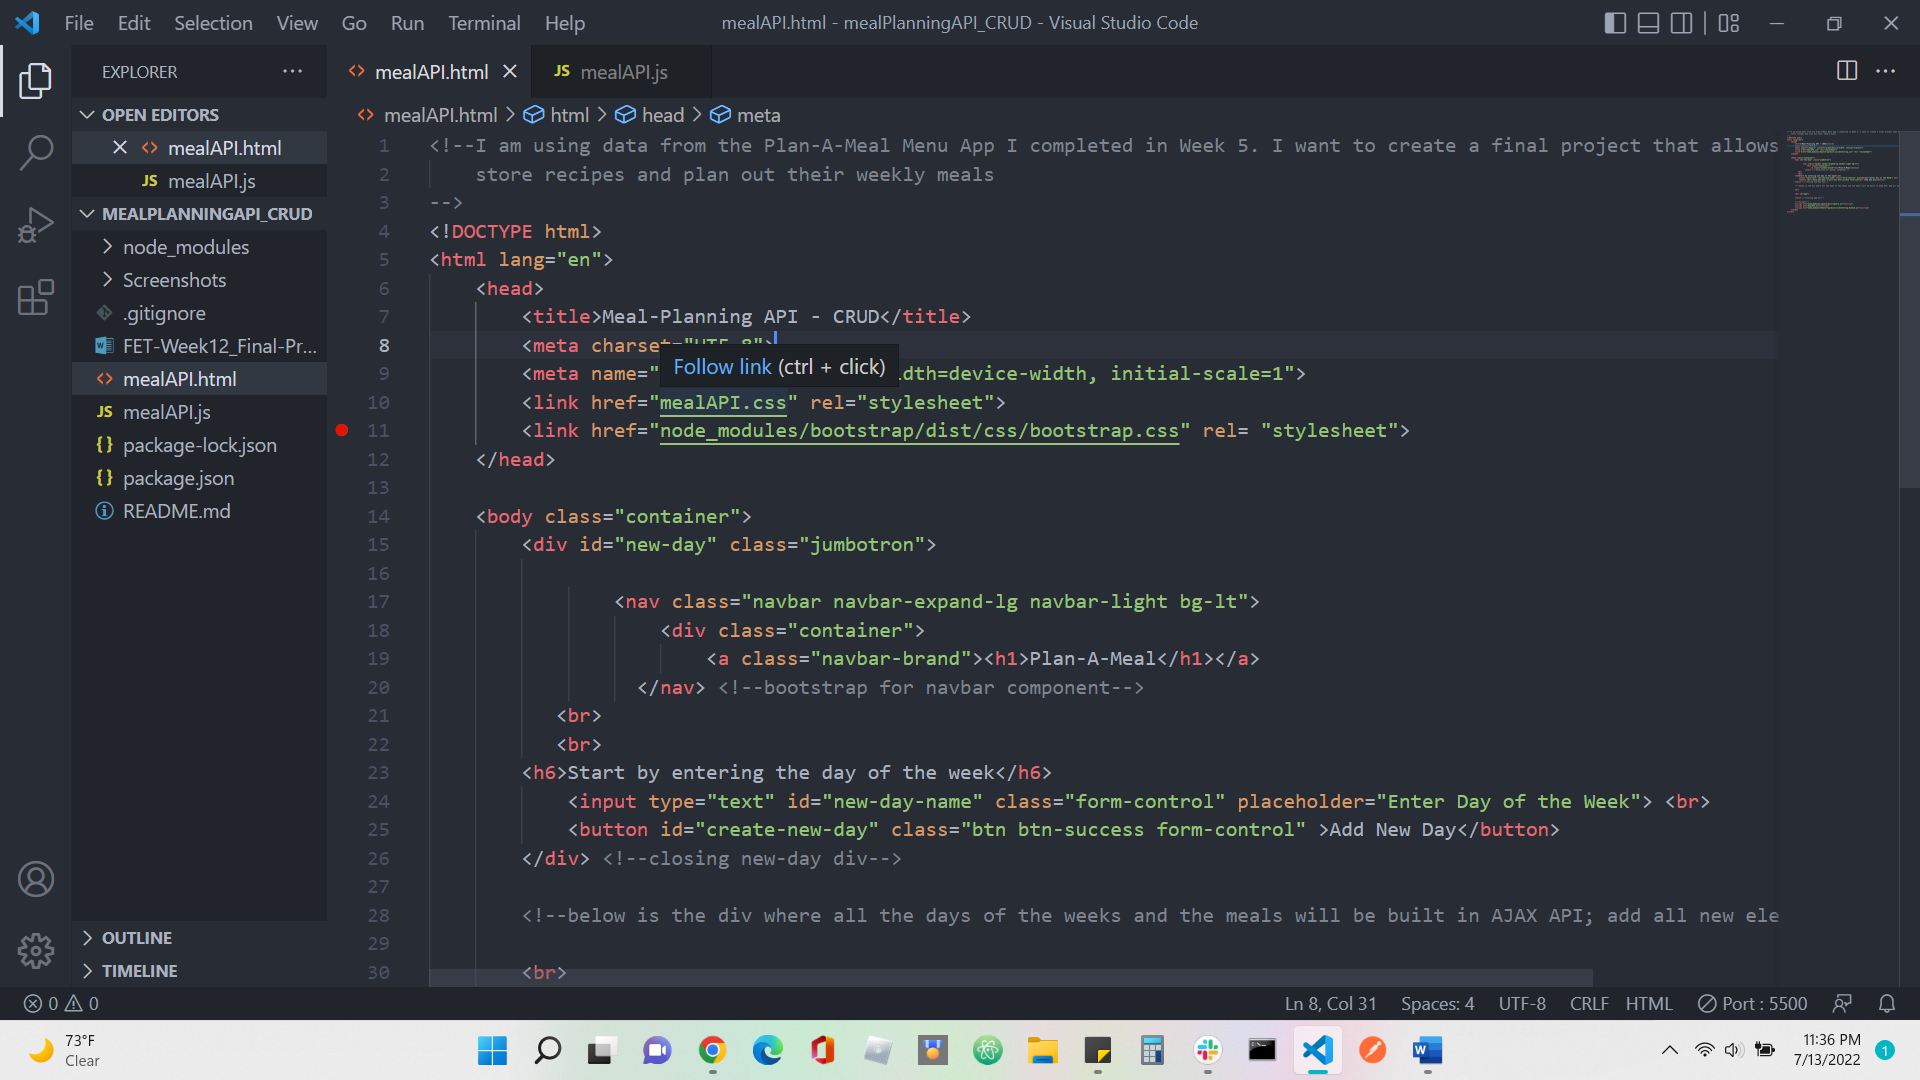 File Edit Selection View Go Run Terminal Help
mealAPI.html - mealPlanningAPI_CRUD - Visual Studio Code
EXPLORER
OPEN EDITORS
mealAPI.html
JS mealAPI.js
MEALPLANNINGAPI_CRUD
node_modules
Screenshots
.gitignore
FET-Week12_Final-Pr...
mealAPI.html
JS mealAPI.js
{} package-lock.json
{} package.json
README.md
OUTLINE
TIMELINE
mealAPI.html
JS mealAPI.js
mealAPI.html > html > head > meta
1 <!--I am using data from the Plan-A-Meal Menu App I completed in Week 5. I want to create a final project that allows
2 store recipes and plan out their weekly meals
3 -->
4 <!DOCTYPE html>
5 <html lang="en">
6 <head>
7 <title>Meal-Planning API - CRUD</title>
8 <meta charset="UTF-8">
Follow link (ctrl + click)
9 <meta name=" idth=device-width, initial-scale=1">
10 <link href="mealAPI.css" rel="stylesheet">
11 <link href="node_modules/bootstrap/dist/css/bootstrap.css" rel= "stylesheet">
12 </head>
13
14 <body class="container">
15 <div id="new-day" class="jumbotron">
16
17 <nav class="navbar navbar-expand-lg navbar-light bg-lt">
18 <div class="container">
19 <a class="navbar-brand"><h1>Plan-A-Meal</h1></a>
20 </nav> <!--bootstrap for navbar component-->
21 <br>
22 <br>
23 <h6>Start by entering the day of the week</h6>
24 <input type="text" id="new-day-name" class="form-control" placeholder="Enter Day of the Week"> <br>
25 <button id="create-new-day" class="btn btn-success form-control" >Add New Day</button>
26 </div> <!--closing new-day div-->
27
28 <!--below is the div where all the days of the weeks and the meals will be built in AJAX API; add all new ele
29
30 <br>
0 0
Ln 8, Col 31 Spaces: 4 UTF-8 CRLF HTML Port : 5500
73°F
Clear
11:36 PM
7/13/2022
1